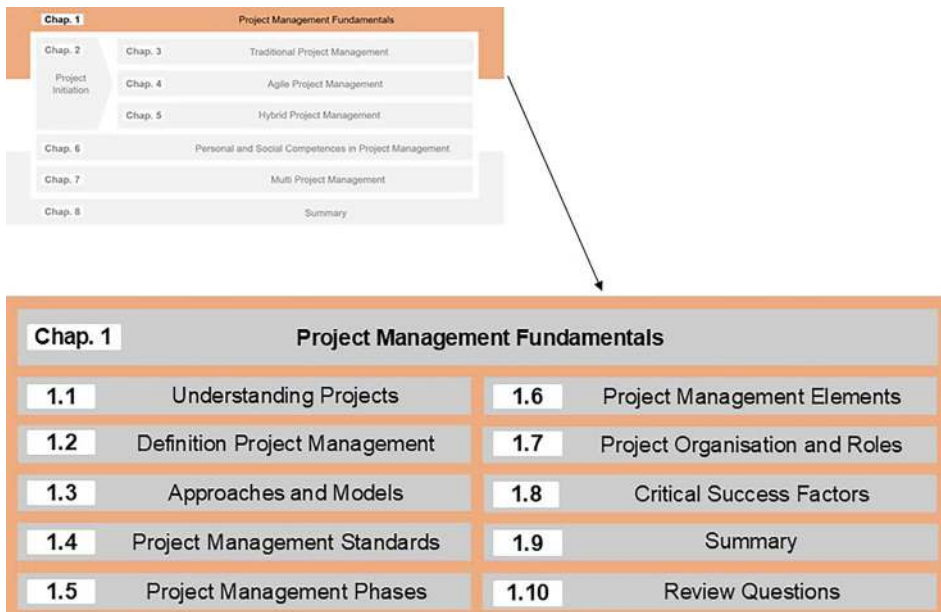 Chap. 1 Project Management Fundamentals
Chap. 2
Project
Initiation
Chap. 3 Traditional Project Management
Chap. 4 Agile Project Management
Chap. 5 Hybrid Project Management
Chap. 6 Personal and Social Competences in Project Management
Chap. 7 Multi Project Management
Chap. 8 Summary
Chap. 1 Project Management Fundamentals
1.1 Understanding Projects
1.2 Definition Project Management
1.3 Approaches and Models
1.4 Project Management Standards
1.5 Project Management Phases
1.6 Project Management Elements
1.7 Project Organisation and Roles
1.8 Critical Success Factors
1.9 Summary
1.10 Review Questions